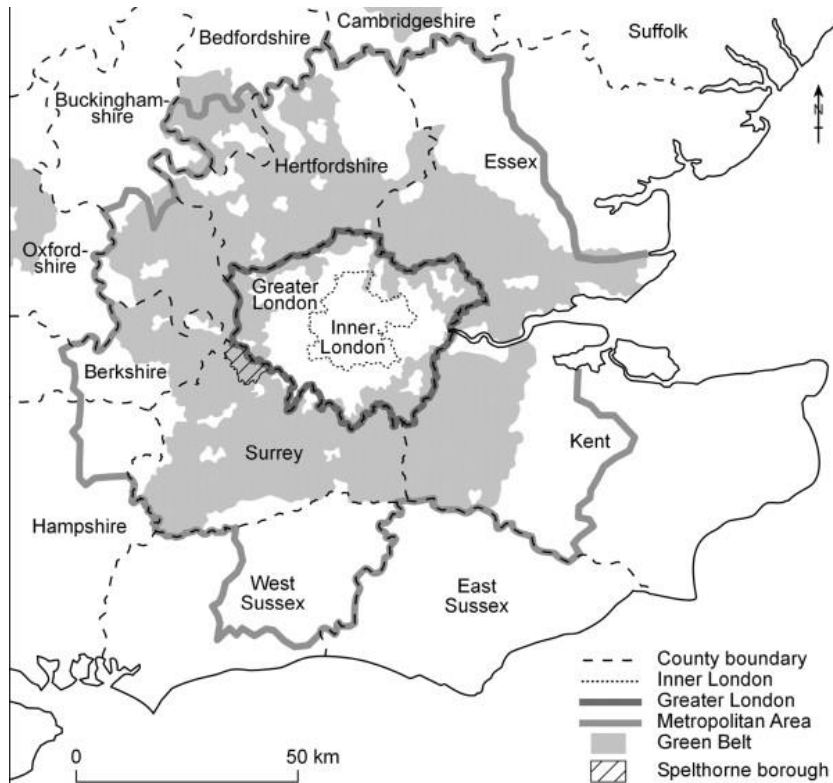 Cambridgeshire
Bedfordshire
Suffolk
Buckingham-
shire
N
Hertfordshire
Essex
Oxford-
shire
Greater
London
Inner
London
Berkshire
Surrey
Kent
Hampshire
West
Sussex
East
Sussex
County boundary
Inner London
Greater London
Metropolitan Area
Green Belt
Spelthorne borough
0 50 km